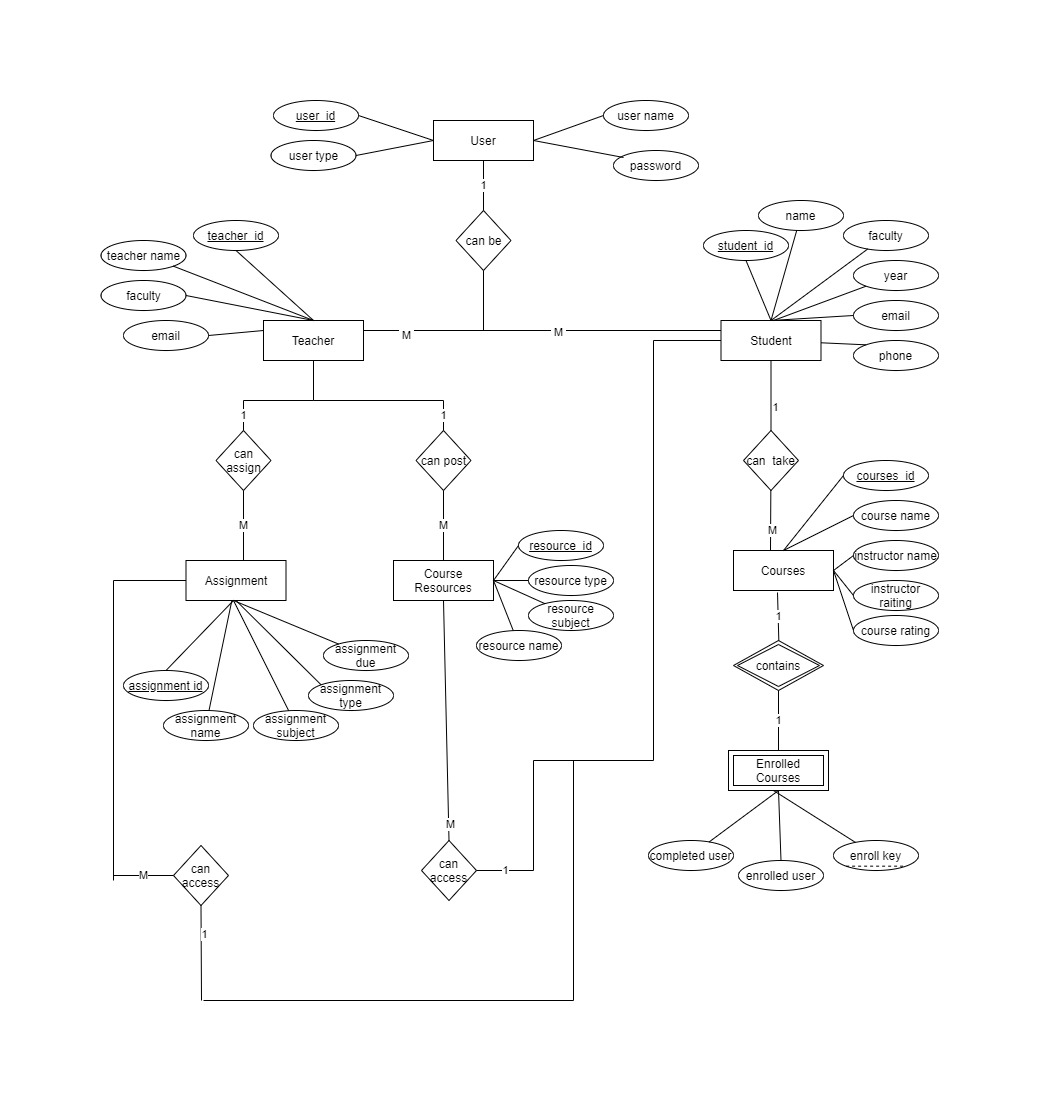 user_id
user name
User
user type
password
1
can be
name
teacher_id
student_id
faculty
teacher name
year
faculty
email
email
M
M
Teacher
Student
phone
1
1
1
can
assign
can post
can  take
courses_id
course name
M
M
M
resource_id
instructor name
Courses
Assignment
Course
Resources
resource type
instructor
raiting
resource
subject
1
course rating
resource name
assignment
due
contains
assignment id
assignment
type
assignment
name
assignment
subject
1
Enrolled
Courses
M
completed user
enroll key
can
access
1
enrolled user
can
access
M
1